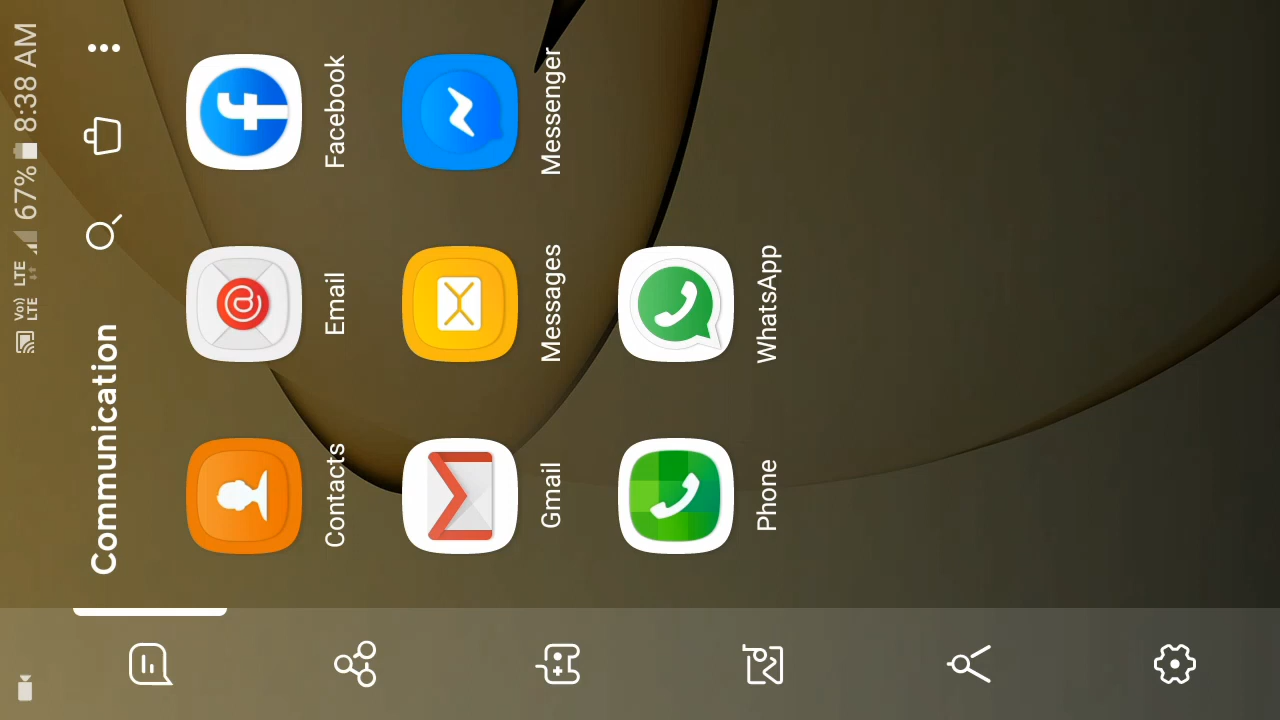 Vo)) LTE LTE 67% 8:38 AM
Communication
Contacts Email Facebook
Gmail Messages Messenger
Phone WhatsApp